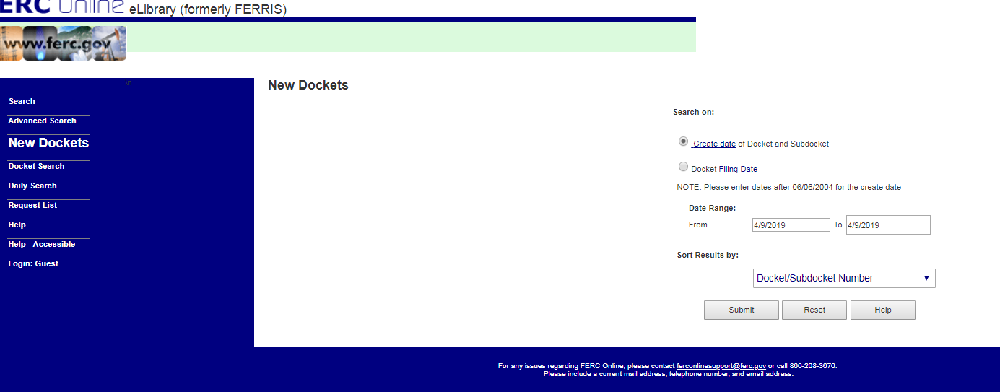 ERC Online eLibrary (formerly FERRIS)
www.ferc.gov
Search
Advanced Search
New Dockets
Docket Search
Daily Search
Request List
Help
Help - Accessible
Login: Guest
New Dockets
Search on:
Create date of Docket and Subdocket
Docket Filing Date
NOTE: Please enter dates after 06/06/2004 for the create date
Date Range:
From 4/9/2019 To 4/9/2019
Sort Results by:
Docket/Subdocket Number
Submit Reset Help
For any issues regarding FERC Online, please contact ferconlinesupport@ferc.gov or call 866-208-3676.
Please include a current mail address, telephone number, and email address.